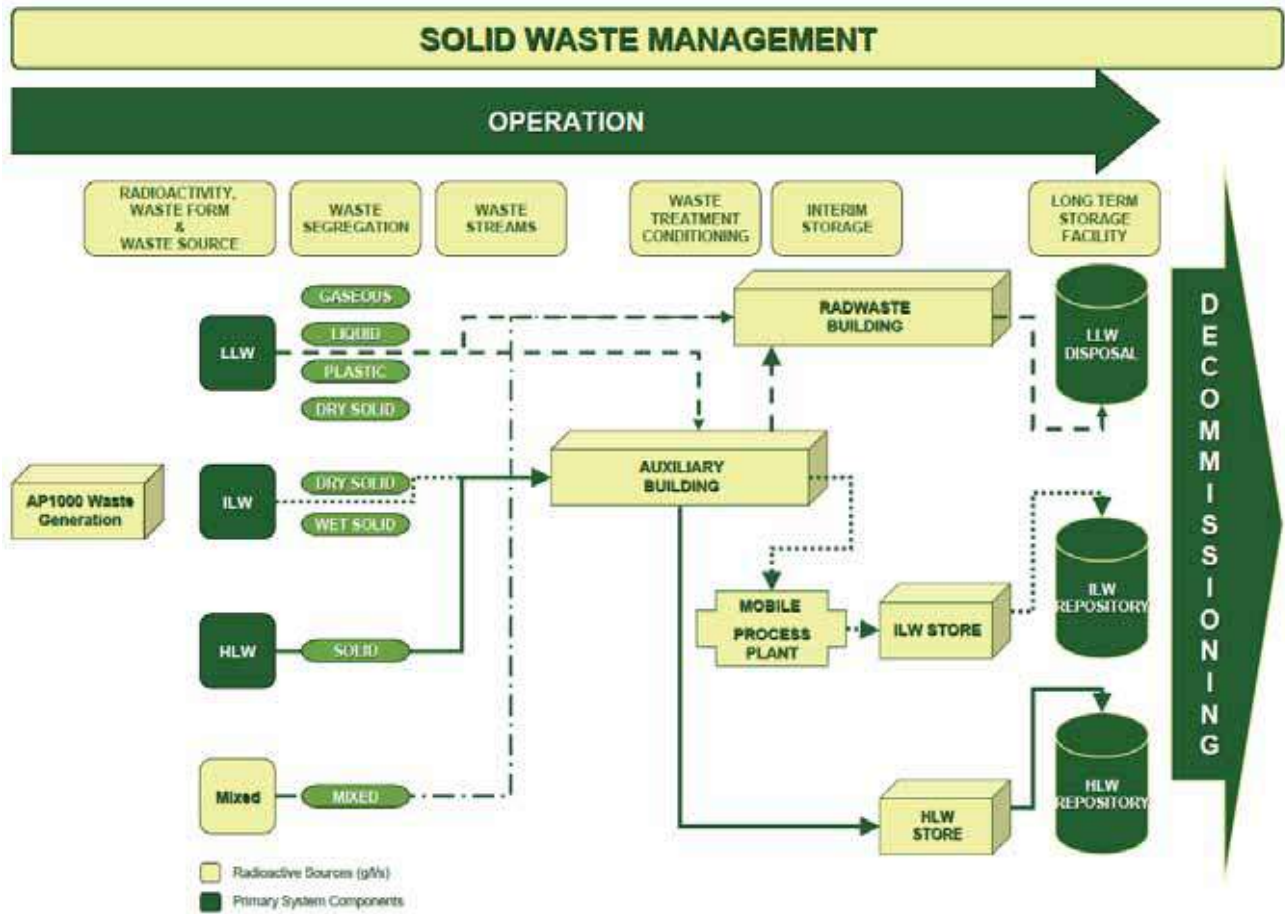 SOLID WASTE MANAGEMENT
OPERATION
RADIOACTIVITY,
WASTE FORM
&
WASTE SOURCE
WASTE
SEGREGATION
WASTE
STREAMS
WASTE
TREATMENT
CONDITIONING
INTERIM
STORAGE
LONG TERM
STORAGE
FACILITY
GASEOUS
LIQUID
PLASTIC
DRY SOLID
LLW
RADWASTE
BUILDING
LLW
DISPOSAL
AP1000 Waste
Generation
ILW
DRY SOLID
WET SOLID
AUXILIARY
BUILDING
MOBILE
PROCESS
PLANT
ILW STORE
ILW
REPOSITORY
HLW
SOLID
Mixed
MIXED
HLW
STORE
HLW
REPOSITORY
DECOMISSIONING
Radioactive Sources
Primary System Components